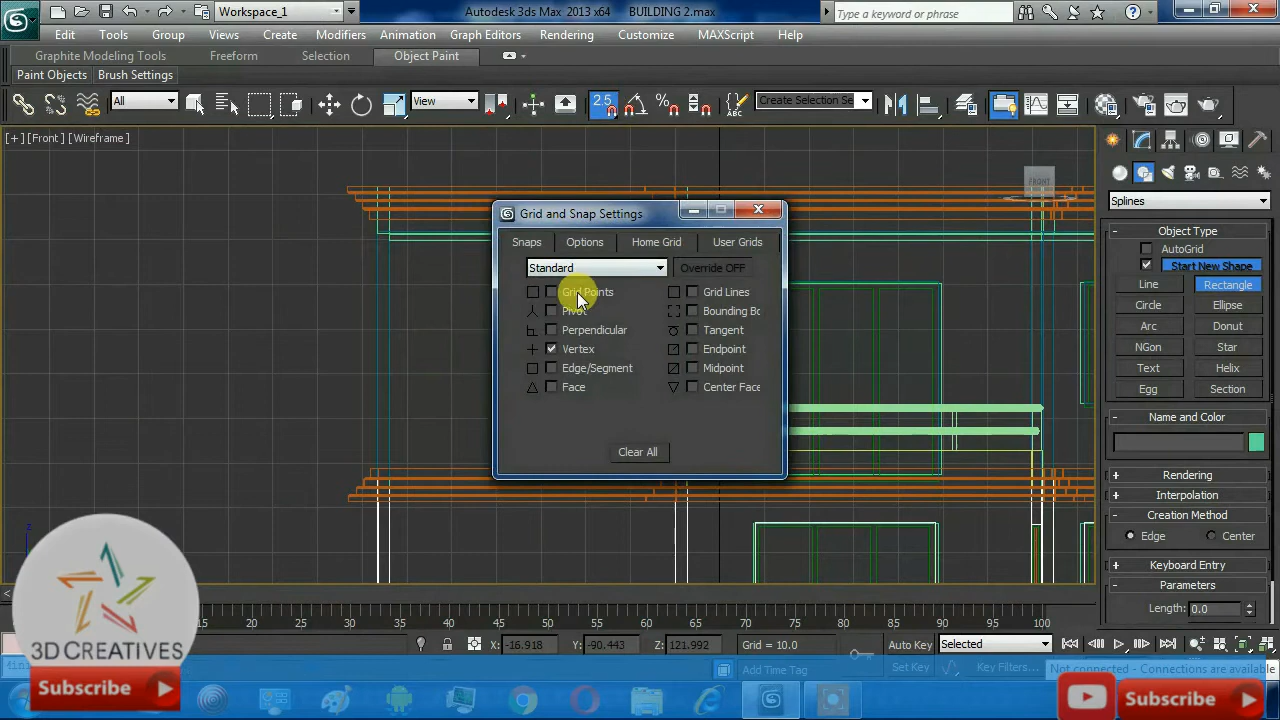 Workspace_1
Autodesk 3ds Max 2013 x64 BUILDING 2.max
Type a keyword or phrase
Edit Tools Group Views Create Modifiers Animation Graph Editors Rendering Customize MAXScript Help
Graphite Modeling Tools Freeform Selection Object Paint
Paint Objects Brush Settings
All View 2.5 Create Selection Se
[+] [Front] [Wireframe]
FRONT
Grid and Snap Settings
Snaps Options Home Grid User Grids
Standard Override OFF
Grid Points Grid Lines
Pivot Bounding Bo
Perpendicular Tangent
Vertex Endpoint
Edge/Segment Midpoint
Face Center Face
Clear All
Splines
Object Type
AutoGrid
Start New Shape
Line Rectangle
Circle Ellipse
Arc Donut
NGon Star
Text Helix
Egg Section
Name and Color
Rendering
Interpolation
Creation Method
Edge Center
Keyboard Entry
Parameters
Length: 0.0
20 25 30 35 40 45 50 55 60 65 70 75 80 85 90 95 100
X: -16.918 Y: -90.443 Z: 121.992 Grid = 10.0 Auto Key Selected
Add Time Tag Set Key Key Filters...
Not connected - Connections are available
3D CREATIVES
Subscribe
Subscribe